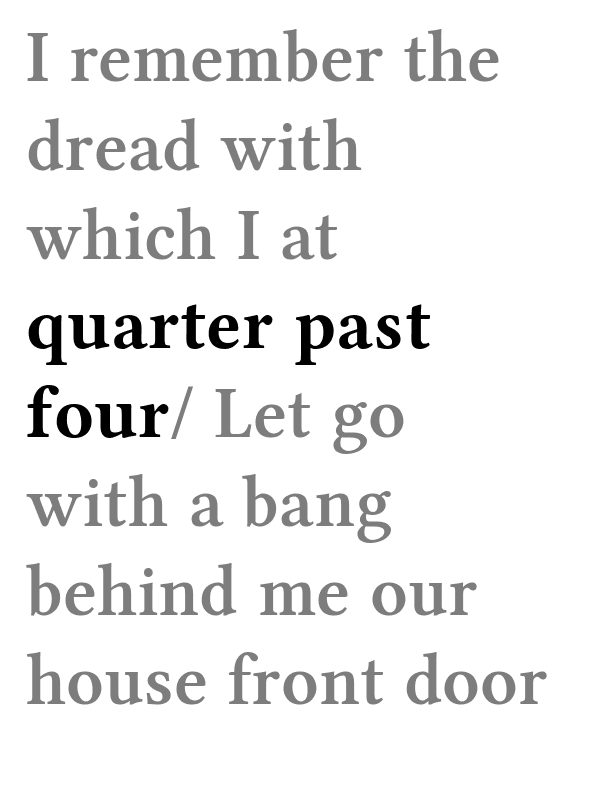 I remember the
dread with
which I at
quarter past
four/ Let go
with a bang
behind me our
house front door